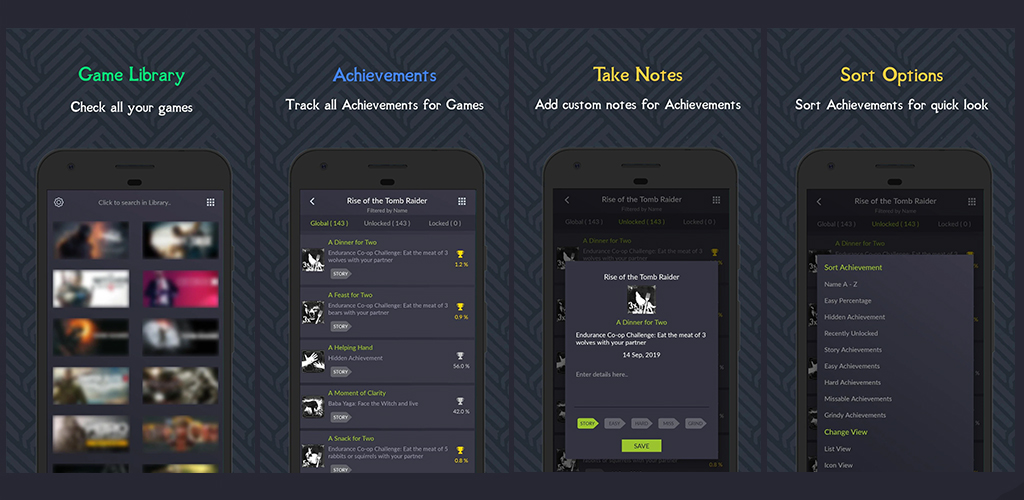 Game Library
Check all your games
Click to search in Library..
Achievements
Track all Achievements for Games
Rise of the Tomb Raider
Filtered by Name
Global ( 143 )
Unlocked ( 143 )
Locked ( 0 )
A Dinner for Two
Endurance Co-op Challenge: Eat the meat of 3
wolves with your partner
STORY
1.2 %
A Feast for Two
Endurance Co-op Challenge: Eat the meat of 3
bears with your partner
STORY
0.9 %
A Helping Hand
Hidden Achievement
STORY
56.0 %
A Moment of Clarity
Baba Yaga: Face the Witch and live
STORY
42.0 %
A Snack for Two
Endurance Co-op Challenge: Eat the meat of 5
rabbits or squirrels with your partner
STORY
0.8 %
Take Notes
Add custom notes for Achievements
Rise of the Tomb Raider
Filtered by Name
Global ( 143 )
Unlocked ( 143 )
Locked ( 0 )
A Dinner for Two
Rise of the Tomb Raider
A Dinner for Two
Endurance Co-op Challenge: Eat the meat of 3
wolves with your partner
14 Sep, 2019
Enter details here..
STORY
EASY
HARD
MISS
GRIND
SAVE
rabbits or squirrels with your partner
0.8 %
Sort Options
Sort Achievements for quick look
Rise of the Tomb Raider
Filtered by Name
Global ( 143 )
Unlocked ( 143 )
Locked ( 0 )
A Dinner for Two
Sort Achievement
Name A - Z
Easy Percentage
Hidden Achievement
Recently Unlocked
Story Achievements
Easy Achievements
Hard Achievements
Missable Achievements
Grindy Achievements
Change View
List View
Icon View